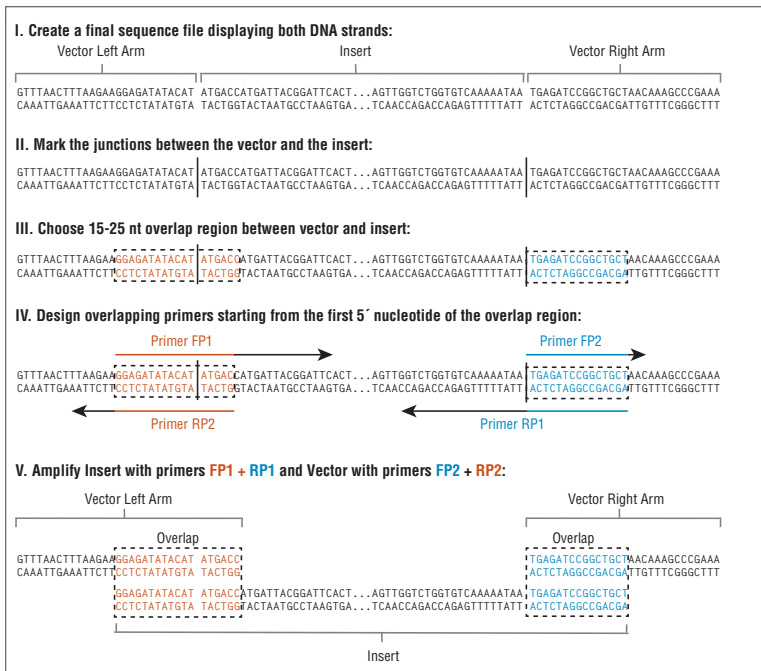 I. Create a final sequence file displaying both DNA strands:
Vector Left Arm Insert Vector Right Arm
GTTTAACTTTAAGAAGGAGATATACAT ATGACCATGATTACGGATTCACT...AGTTGGTCTGGTGTCAAAAATAA TGAGATCCGGCTGCTAACAAAGCCCGAAA
CAAATTGAAATTCTTCCTCTATATGTA TACTGGTACTAATGCCTAAGTGA...TCAACCAGACCAGAGTTTTTATT ACTCTAGGCCGACGATTGTTTCGGGCTTT
II. Mark the junctions between the vector and the insert:
GTTTAACTTTAAGAAGGAGATATACAT ATGACCATGATTACGGATTCACT...AGTTGGTCTGGTGTCAAAAATAA TGAGATCCGGCTGCTAACAAAGCCCGAAA
CAAATTGAAATTCTTCCTCTATATGTA TACTGGTACTAATGCCTAAGTGA...TCAACCAGACCAGAGTTTTTATT ACTCTAGGCCGACGATTGTTTCGGGCTTT
III. Choose 15-25 nt overlap region between vector and insert:
GTTTAACTTTAAGAAGGAGATATACAT ATGACCATGATTACGGATTCACT...AGTTGGTCTGGTGTCAAAAATAA TGAGATCCGGCTGCTAACAAAGCCCGAAA
CAAATTGAAATTCTTCCTCTATATGTA TACTGGTACTAATGCCTAAGTGA...TCAACCAGACCAGAGTTTTTATT ACTCTAGGCCGACGATTGTTTCGGGCTTT
IV. Design overlapping primers starting from the first 5´ nucleotide of the overlap region:
Primer FP1 Primer FP2
GTTTAACTTTAAGAAGGAGATATACAT ATGACCATGATTACGGATTCACT...AGTTGGTCTGGTGTCAAAAATAA TGAGATCCGGCTGCTAACAAAGCCCGAAA
CAAATTGAAATTCTTCCTCTATATGTA TACTGGTACTAATGCCTAAGTGA...TCAACCAGACCAGAGTTTTTATT ACTCTAGGCCGACGATTGTTTCGGGCTTT
Primer RP2 Primer RP1
V. Amplify Insert with primers FP1 + RP1 and Vector with primers FP2 + RP2:
Vector Left Arm Vector Right Arm
Overlap Overlap
GTTTAACTTTAAGAAGGAGATATACAT ATGACC TGAGATCCGGCTGCTAACAAAGCCCGAAA
CAAATTGAAATTCTTCCTCTATATGTA TACTGG ACTCTAGGCCGACGATTGTTTCGGGCTTT
GGAGATATACAT ATGACCATGATTACGGATTCACT...AGTTGGTCTGGTGTCAAAAATAA TGAGATCCGGCTGCT
CCTCTATATGTA TACTGGTACTAATGCCTAAGTGA...TCAACCAGACCAGAGTTTTTATT ACTCTAGGCCGACGA
Insert